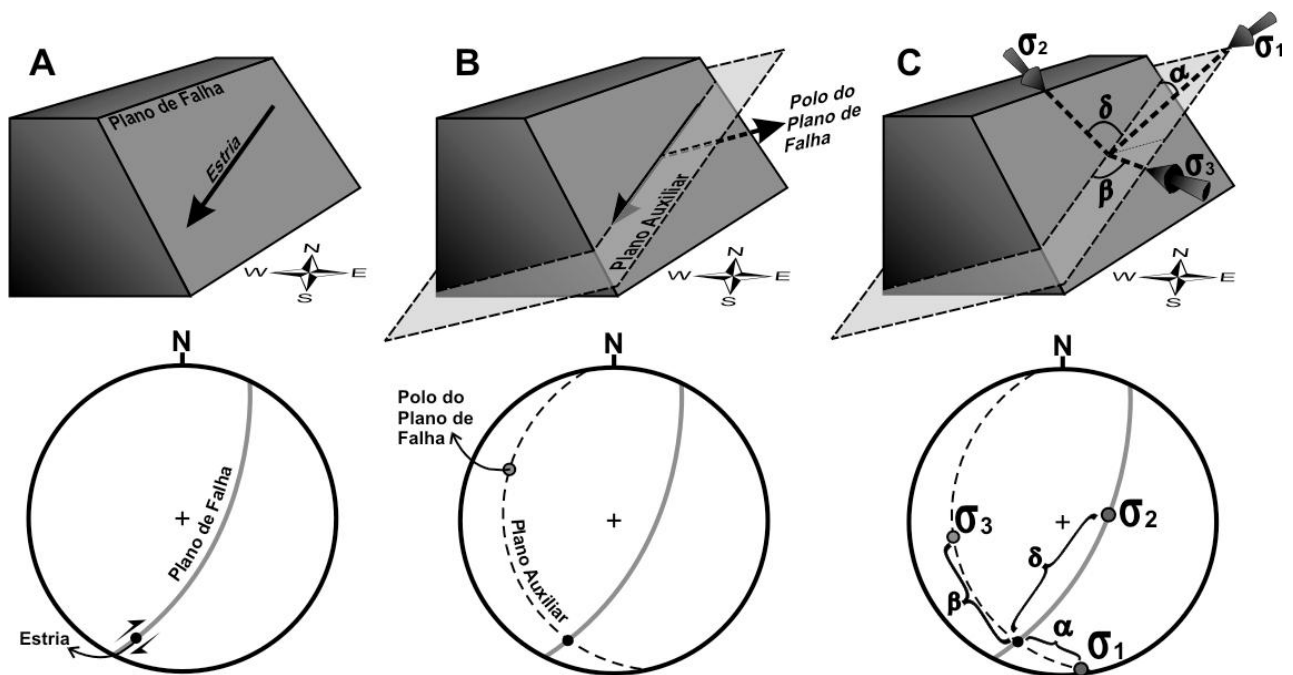 A
Plano de Falha
Estria
N
W
E
S
B
Polo do
Plano de
Falha
Plano Auxiliar
N
W
E
S
C
σ2
σ1
α
δ
σ3
β
N
W
E
S
N
Plano de Falha
Estria
N
Polo do
Plano de
Falha
Plano Auxiliar
N
σ3
σ2
δ
β
α
σ1